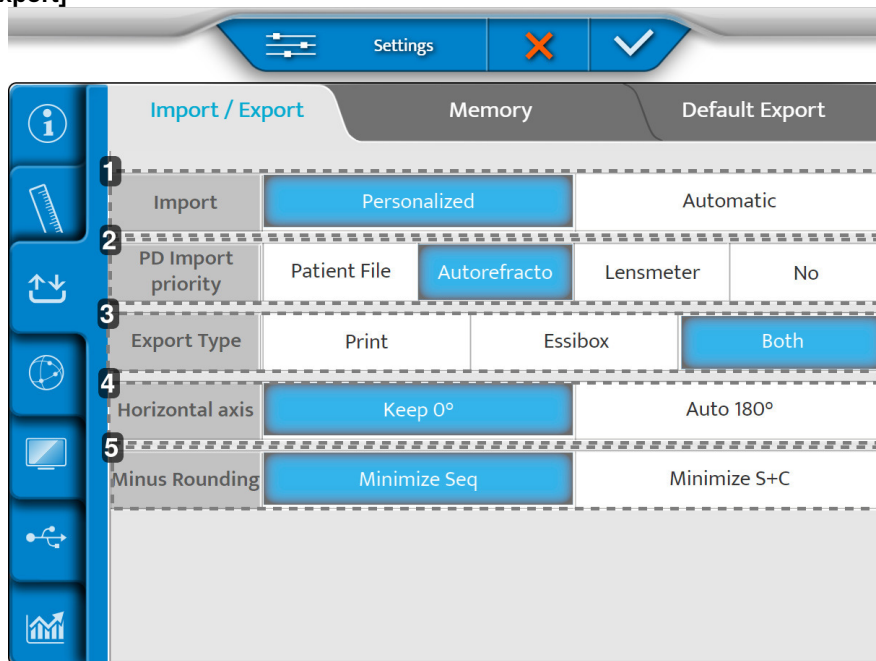 xport]
Settings
Import / Export Memory Default Export
1
Import Personalized Automatic
2
PD Import
priority Patient File Autorefracto Lensmeter No
3
Export Type Print Essibox Both
4
Horizontal axis Keep 0° Auto 180°
5
Minus Rounding Minimize Seq Minimize S+C